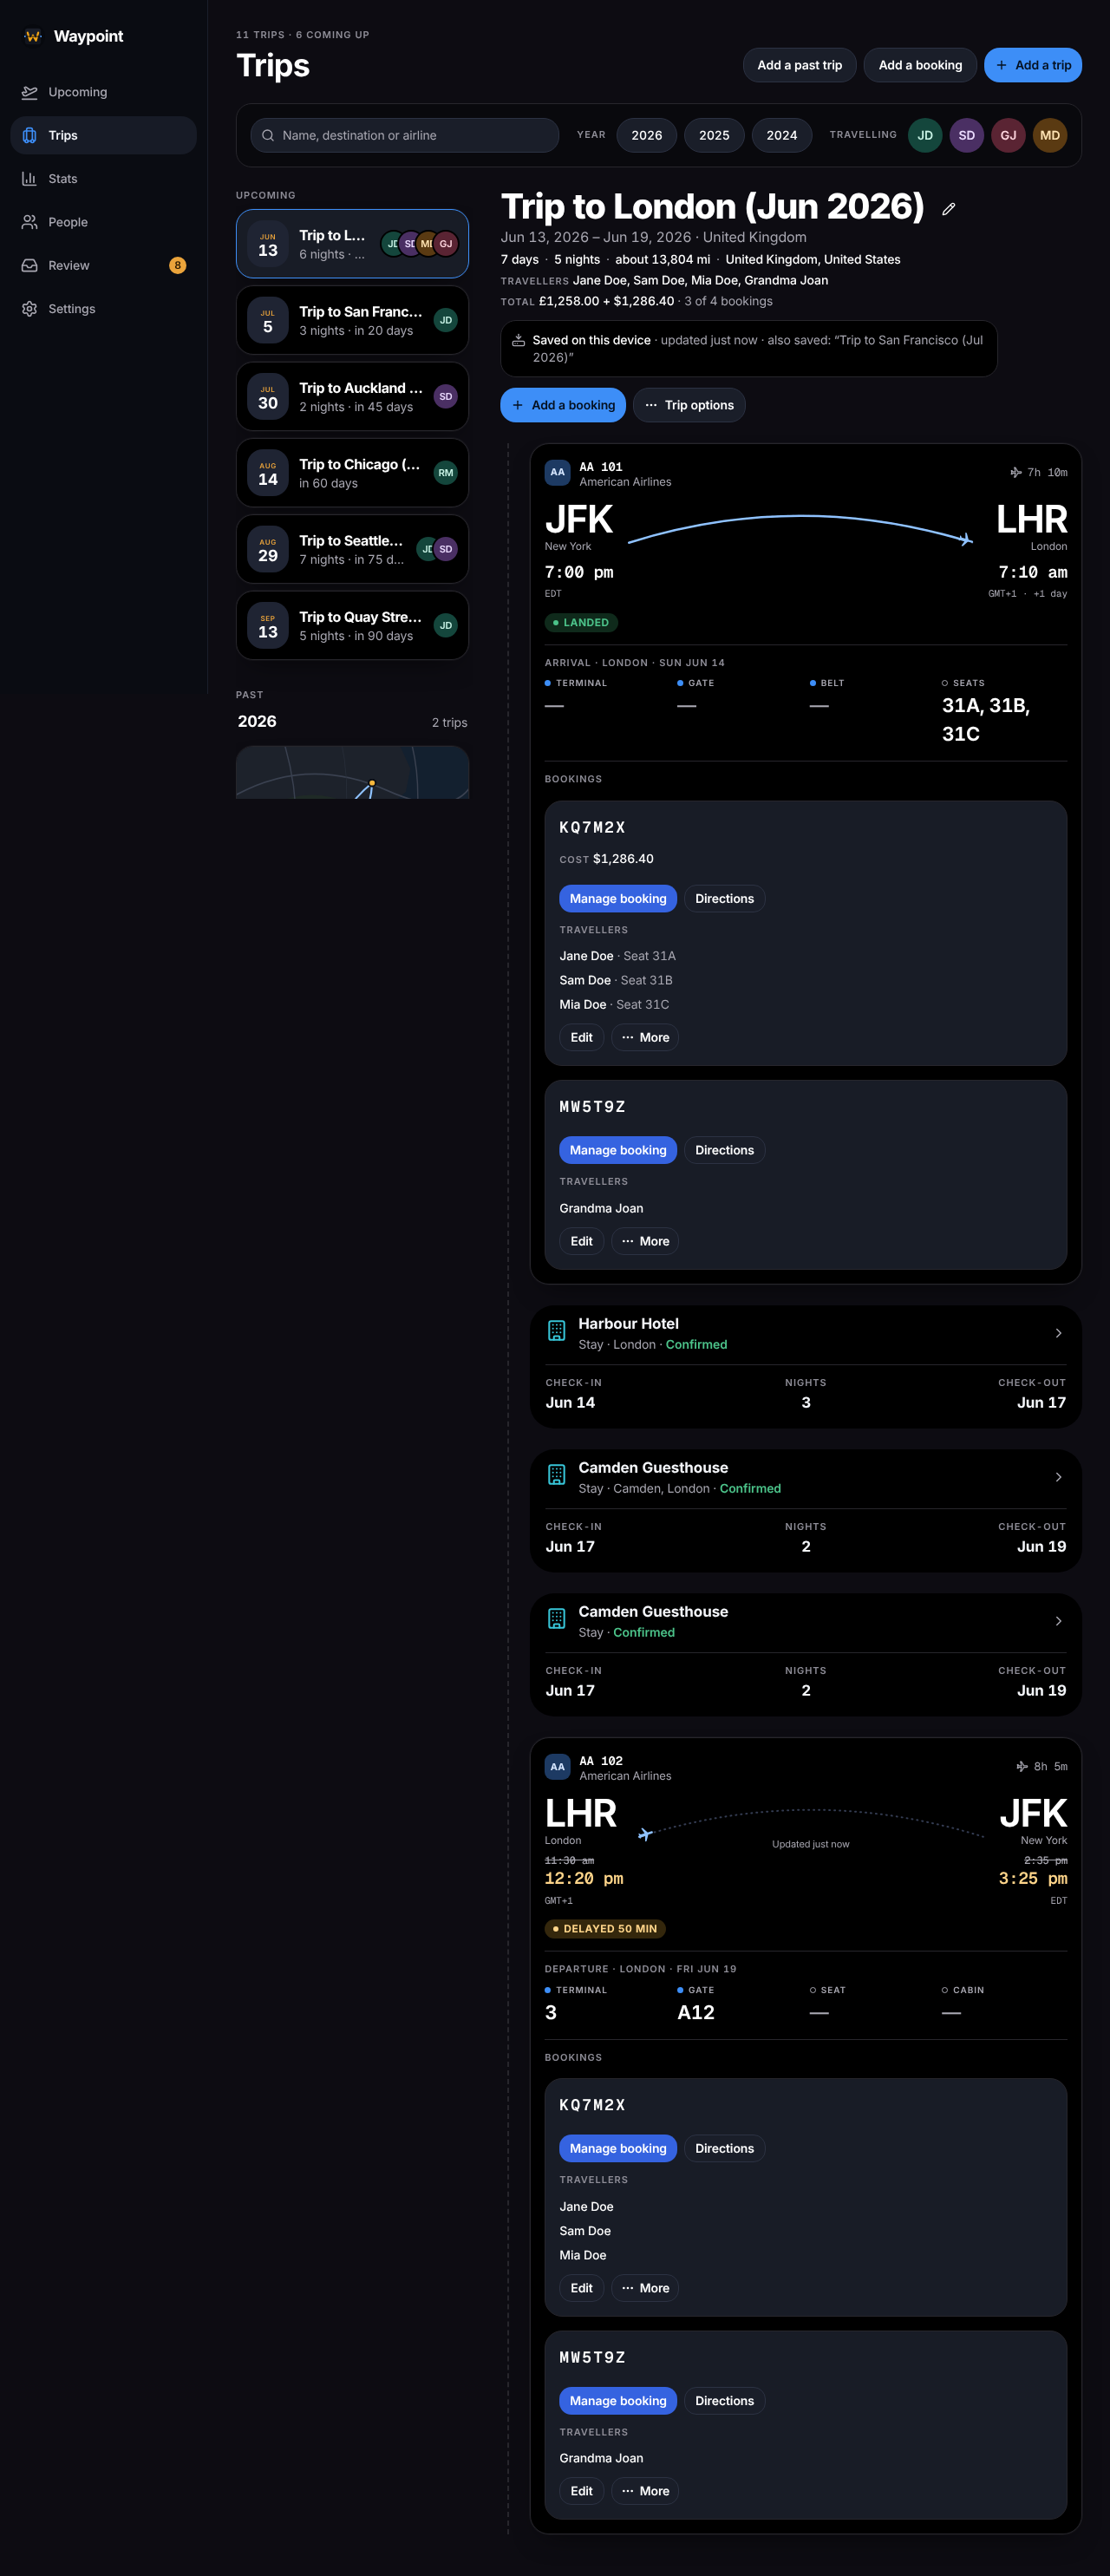 Waypoint
Upcoming
Trips
Stats
People
Review 8
Settings
11 TRIPS · 6 COMING UP
Trips
Add a past trip
Add a booking
+ Add a trip
Name, destination or airline
YEAR 2026 2025 2024
TRAVELLING JD SD GJ MD
UPCOMING
JUN 13
Trip to L...
6 nights · ...
JD SD MD GJ
JUL 5
Trip to San Franc...
3 nights · in 20 days
JD
JUL 30
Trip to Auckland ...
2 nights · in 45 days
SD
AUG 14
Trip to Chicago (...
in 60 days
RM
AUG 29
Trip to Seattle...
7 nights · in 75 d...
JD SD
SEP 13
Trip to Quay Stre...
5 nights · in 90 days
JD
PAST
2026 2 trips
Trip to London (Jun 2026)
Jun 13, 2026 – Jun 19, 2026 · United Kingdom
7 days · 5 nights · about 13,804 mi · United Kingdom, United States
TRAVELLERS Jane Doe, Sam Doe, Mia Doe, Grandma Joan
TOTAL £1,258.00 + $1,286.40 · 3 of 4 bookings
Saved on this device · updated just now · also saved: “Trip to San Francisco (Jul
2026)”
+ Add a booking
··· Trip options
AA AA 101
American Airlines
7h 10m
JFK LHR
New York London
7:00 pm 7:10 am
EDT GMT+1 · +1 day
LANDED
ARRIVAL · LONDON · SUN JUN 14
TERMINAL GATE BELT SEATS
— — — 31A, 31B,
31C
BOOKINGS
KQ7M2X
COST $1,286.40
Manage booking Directions
TRAVELLERS
Jane Doe · Seat 31A
Sam Doe · Seat 31B
Mia Doe · Seat 31C
Edit ··· More
MW5T9Z
Manage booking Directions
TRAVELLERS
Grandma Joan
Edit ··· More
Harbour Hotel
Stay · London · Confirmed
CHECK-IN NIGHTS CHECK-OUT
Jun 14 3 Jun 17
Camden Guesthouse
Stay · Camden, London · Confirmed
CHECK-IN NIGHTS CHECK-OUT
Jun 17 2 Jun 19
Camden Guesthouse
Stay · Confirmed
CHECK-IN NIGHTS CHECK-OUT
Jun 17 2 Jun 19
AA AA 102
American Airlines
8h 5m
LHR JFK
London New York
Updated just now
11:30 am 2:35 pm
12:20 pm 3:25 pm
GMT+1 EDT
DELAYED 50 MIN
DEPARTURE · LONDON · FRI JUN 19
TERMINAL GATE SEAT CABIN
3 A12 — —
BOOKINGS
KQ7M2X
Manage booking Directions
TRAVELLERS
Jane Doe
Sam Doe
Mia Doe
Edit ··· More
MW5T9Z
Manage booking Directions
TRAVELLERS
Grandma Joan
Edit ··· More